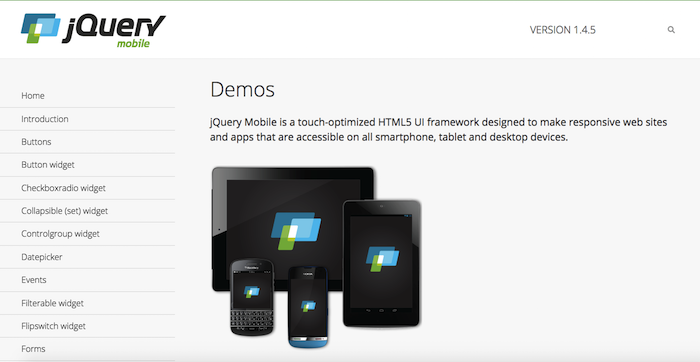 jQuery
mobile
VERSION 1.4.5
Home
Introduction
Buttons
Button widget
Checkboxradio widget
Collapsible (set) widget
Controlgroup widget
Datepicker
Events
Filterable widget
Flipswitch widget
Forms
Demos
jQuery Mobile is a touch-optimized HTML5 UI framework designed to make responsive web sites
and apps that are accessible on all smartphone, tablet and desktop devices.
BlackBerry
NOKIA